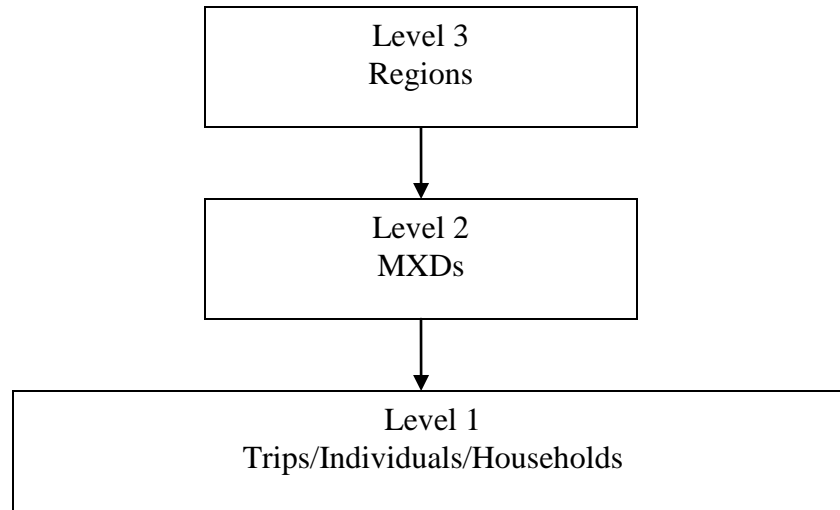 Level 3
Regions
Level 2
MXDs
Level 1
Trips/Individuals/Households